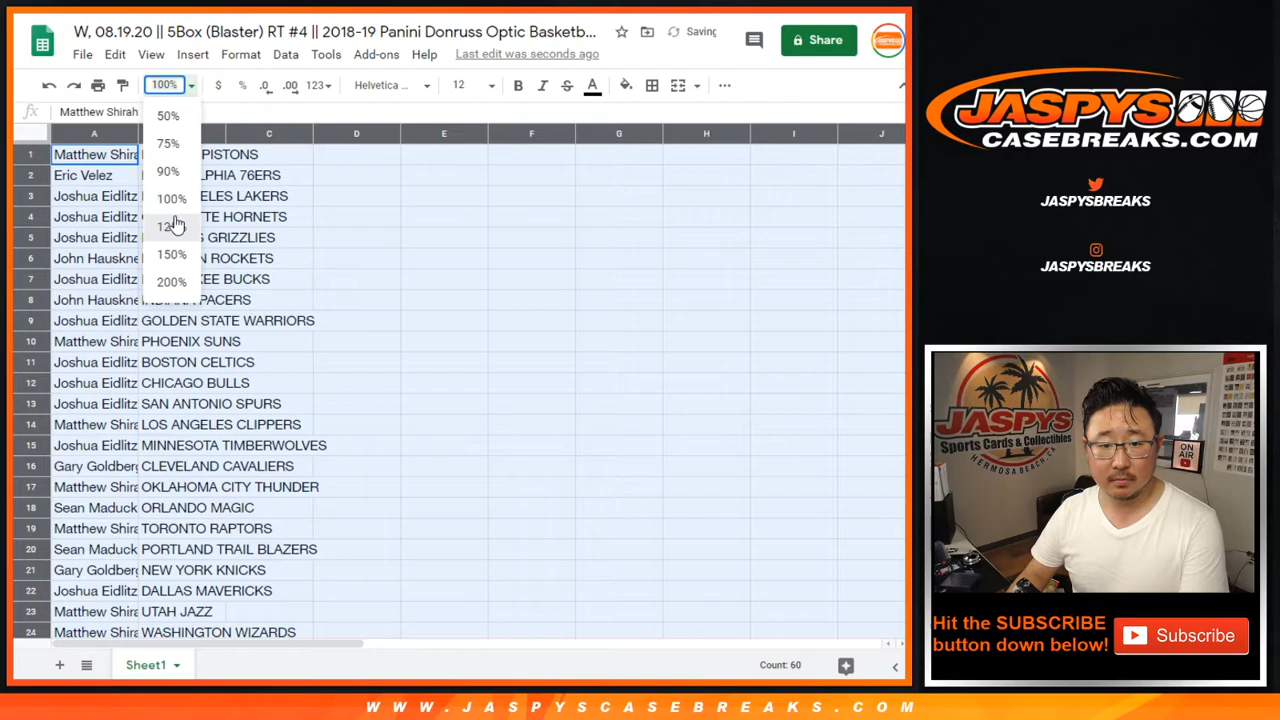 W, 08.19.20 || 5Box (Blaster) RT #4 || 2018-19 Panini Donruss Optic Basketb...
Saving
File Edit View Insert Format Data Tools Add-ons Help Last edit was seconds ago
Share
100% $ % .0 .00 123 Helvetica ... 12 B I S A
fx Matthew Shirah
A C D E F G H I J
50%
75%
90%
100%
150%
200%
1 Matthew Shira PISTONS
2 Eric Velez LPHIA 76ERS
3 Joshua Eidlitz ELES LAKERS
4 Joshua Eidlitz TE HORNETS
5 Joshua Eidlitz S GRIZZLIES
6 John Hauskne N ROCKETS
7 Joshua Eidlitz KEE BUCKS
8 John Hauskne INDIANA PACERS
9 Joshua Eidlitz GOLDEN STATE WARRIORS
10 Matthew Shira PHOENIX SUNS
11 Joshua Eidlitz BOSTON CELTICS
12 Joshua Eidlitz CHICAGO BULLS
13 Joshua Eidlitz SAN ANTONIO SPURS
14 Matthew Shira LOS ANGELES CLIPPERS
15 Joshua Eidlitz MINNESOTA TIMBERWOLVES
16 Gary Goldberg CLEVELAND CAVALIERS
17 Matthew Shira OKLAHOMA CITY THUNDER
18 Sean Maduck ORLANDO MAGIC
19 Matthew Shira TORONTO RAPTORS
20 Sean Maduck PORTLAND TRAIL BLAZERS
21 Gary Goldberg NEW YORK KNICKS
22 Joshua Eidlitz DALLAS MAVERICKS
23 Matthew Shira UTAH JAZZ
24 Matthew Shira WASHINGTON WIZARDS
Sheet1
Count: 60
JASPYS
CASEBREAKS.COM
JASPYSBREAKS
JASPYSBREAKS
JASPYS
Sports Cards & Collectibles
HERMOSA BEACH, CA
ON AIR
Hit the SUBSCRIBE
button down below!
Subscribe
WWW.JASPYSCASEBREAKS.COM